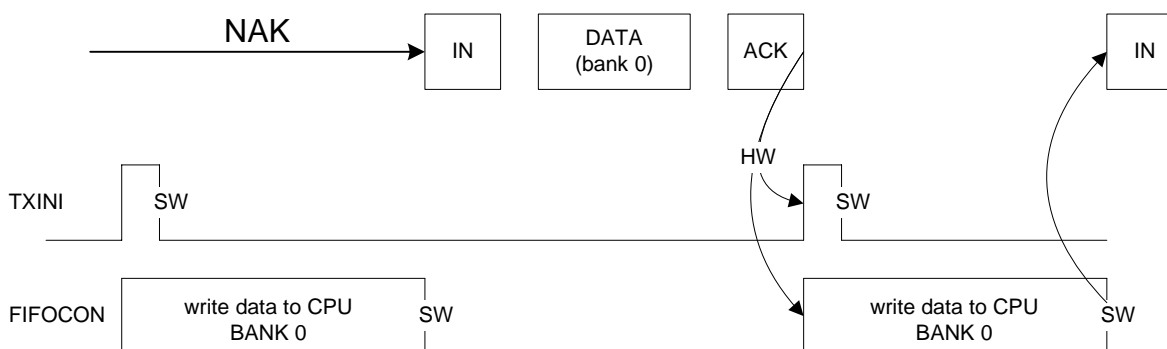 NAK
IN
DATA
(bank 0)
ACK
IN
HW
TXINI
SW
SW
FIFOCON
write data to CPU
BANK 0
SW
write data to CPU
BANK 0
SW